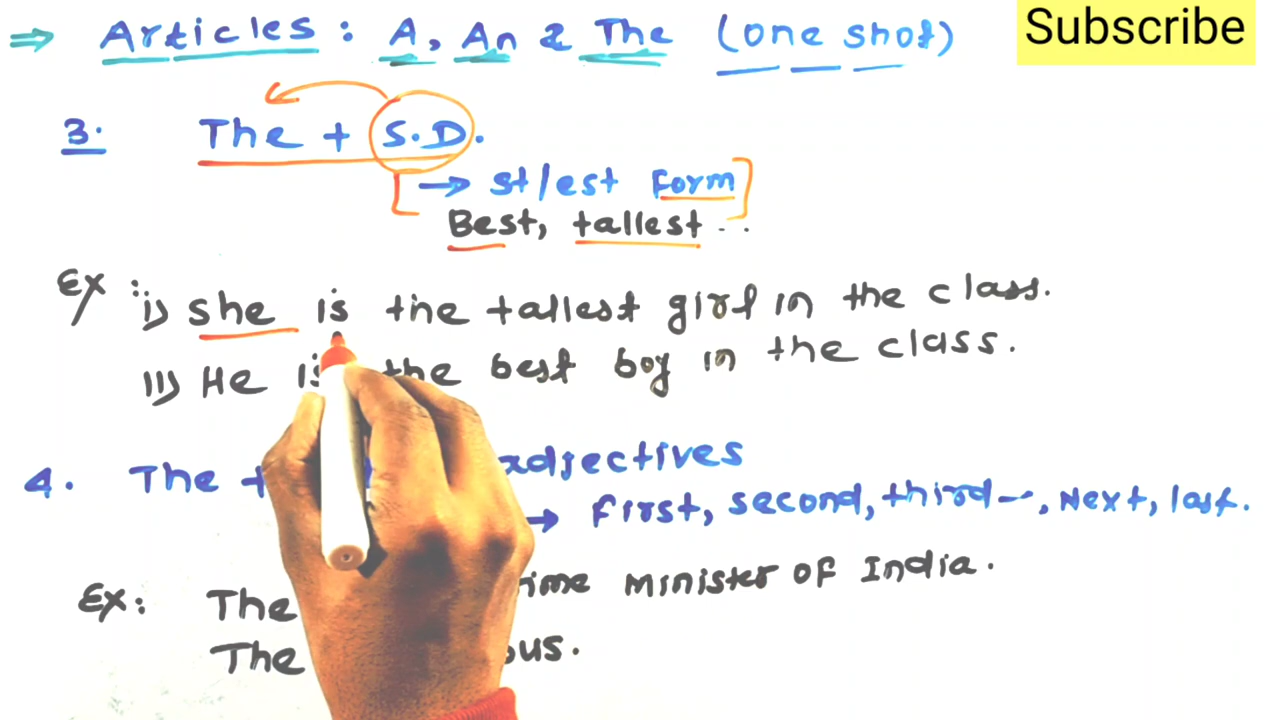 ⇒ Articles : A, An & The (one shot)
Subscribe
3. The + S.D.
→ st/est Form
Best, tallest ..
Ex : i) she is the tallest girl in the class.
ii) He is the best boy in the class.
4. The + adjectives
→ First, second, third –, Next, last.
Ex : The minister of India.
The